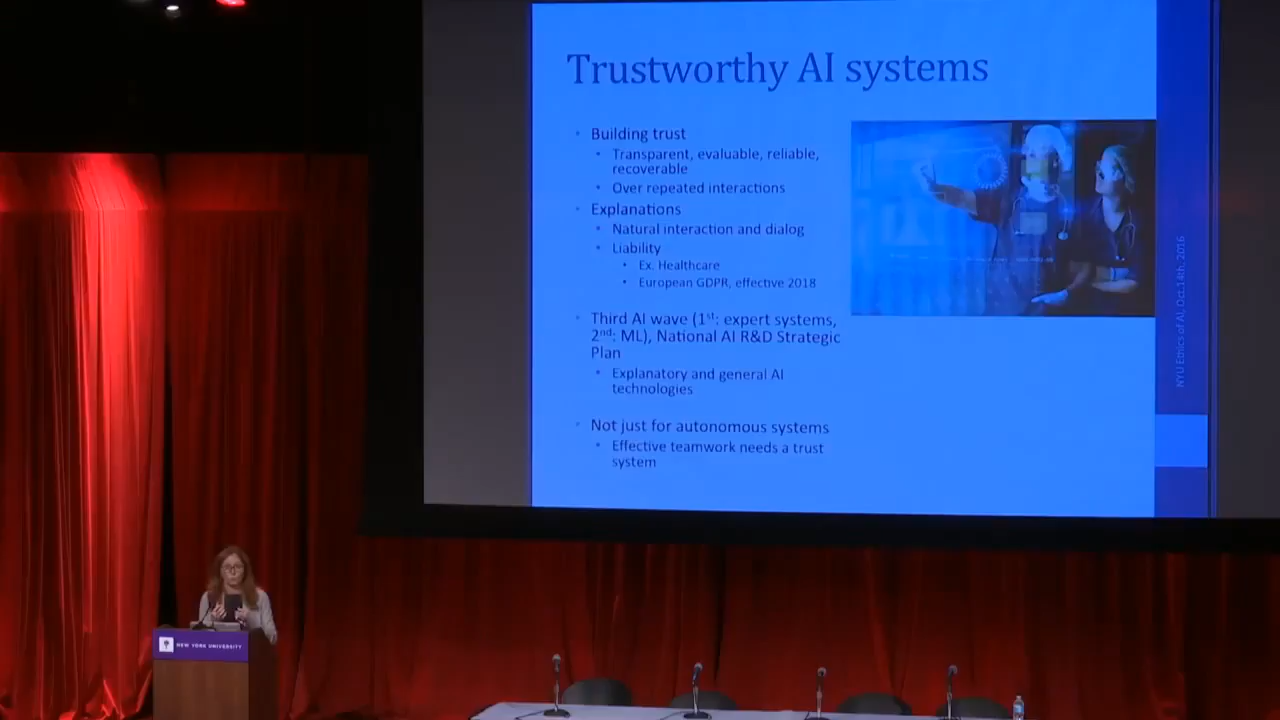 Trustworthy AI systems
• Building trust
• Transparent, evaluable, reliable,
recoverable
• Over repeated interactions
• Explanations
• Natural interaction and dialog
• Liability
• Ex. Healthcare
• European GDPR, effective 2018
• Third AI wave (1st: expert systems,
2nd: ML), National AI R&D Strategic
Plan
• Explanatory and general AI
technologies
• Not just for autonomous systems
• Effective teamwork needs a trust
system
NYU Ethics of AI, Oct 14th, 2016
NEW YORK UNIVERSITY